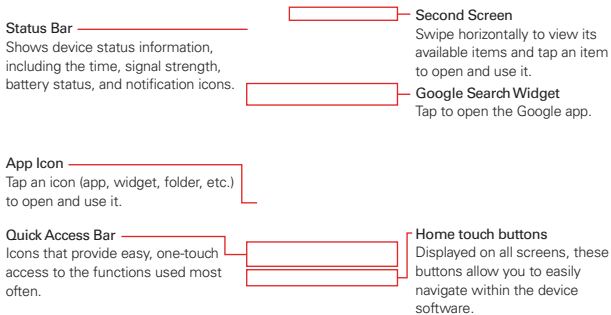 Status Bar
Shows device status information,
including the time, signal strength,
battery status, and notification icons.
App Icon
Tap an icon (app, widget, folder, etc.)
to open and use it.
Quick Access Bar
Icons that provide easy, one-touch
access to the functions used most
often.
Second Screen
Swipe horizontally to view its
available items and tap an item
to open and use it.
Google Search Widget
Tap to open the Google app.
Home touch buttons
Displayed on all screens, these
buttons allow you to easily
navigate within the device
software.